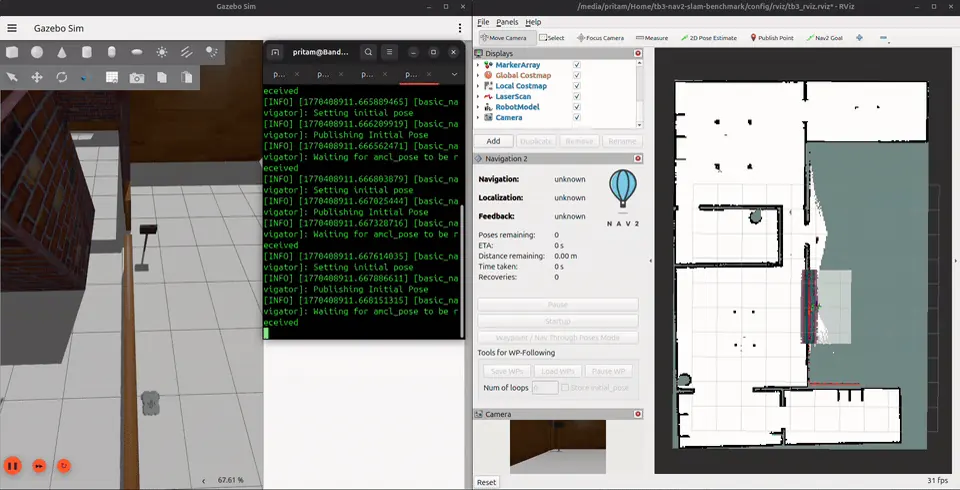 Gazebo Sim
Gazebo Sim
67.61 %
pritam@Band...
p...
p...
p...
p...
eceived
[INFO] [1770408911.665889465] [basic_na
vigator]: Setting initial pose
[INFO] [1770408911.666209919] [basic_na
vigator]: Publishing Initial Pose
[INFO] [1770408911.666562471] [basic_na
vigator]: Waiting for amcl_pose to be r
eceived
[INFO] [1770408911.666803879] [basic_na
vigator]: Setting initial pose
[INFO] [1770408911.667025444] [basic_na
vigator]: Publishing Initial Pose
[INFO] [1770408911.667328716] [basic_na
vigator]: Waiting for amcl_pose to be r
eceived
[INFO] [1770408911.667614035] [basic_na
vigator]: Setting initial pose
[INFO] [1770408911.667886611] [basic_na
vigator]: Publishing Initial Pose
[INFO] [1770408911.668151315] [basic_na
vigator]: Waiting for amcl_pose to be r
eceived
/media/pritam/Home/tb3-nav2-slam-benchmark/config/rviz/tb3_rviz.rviz* - RViz
File Panels Help
Move Camera Select Focus Camera Measure 2D Pose Estimate Publish Point Nav2 Goal
Displays
MarkerArray
Global Costmap
Local Costmap
LaserScan
RobotModel
Camera
Add Duplicate Remove Rename
Navigation 2
Navigation: unknown
Localization: unknown
Feedback: unknown
NAV2
Poses remaining: 0
ETA: 0 s
Distance remaining: 0.00 m
Time taken: 0 s
Recoveries: 0
Pause
Startup
Waypoint / Nav Through Poses Mode
Tools for WP-Following
Save WPs Load WPs Pause WP
Num of loops 0 Store initial_pose
Camera
Reset
31 fps